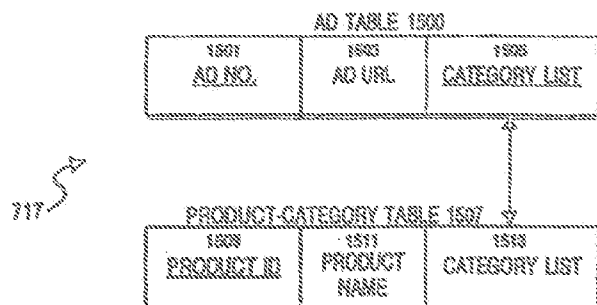 AD TABLE 1500
1501 1503 1505
AD NO. AD URL CATEGORY LIST
717
PRODUCT-CATEGORY TABLE 1507
1509 1511 1513
PRODUCT ID PRODUCT NAME CATEGORY LIST